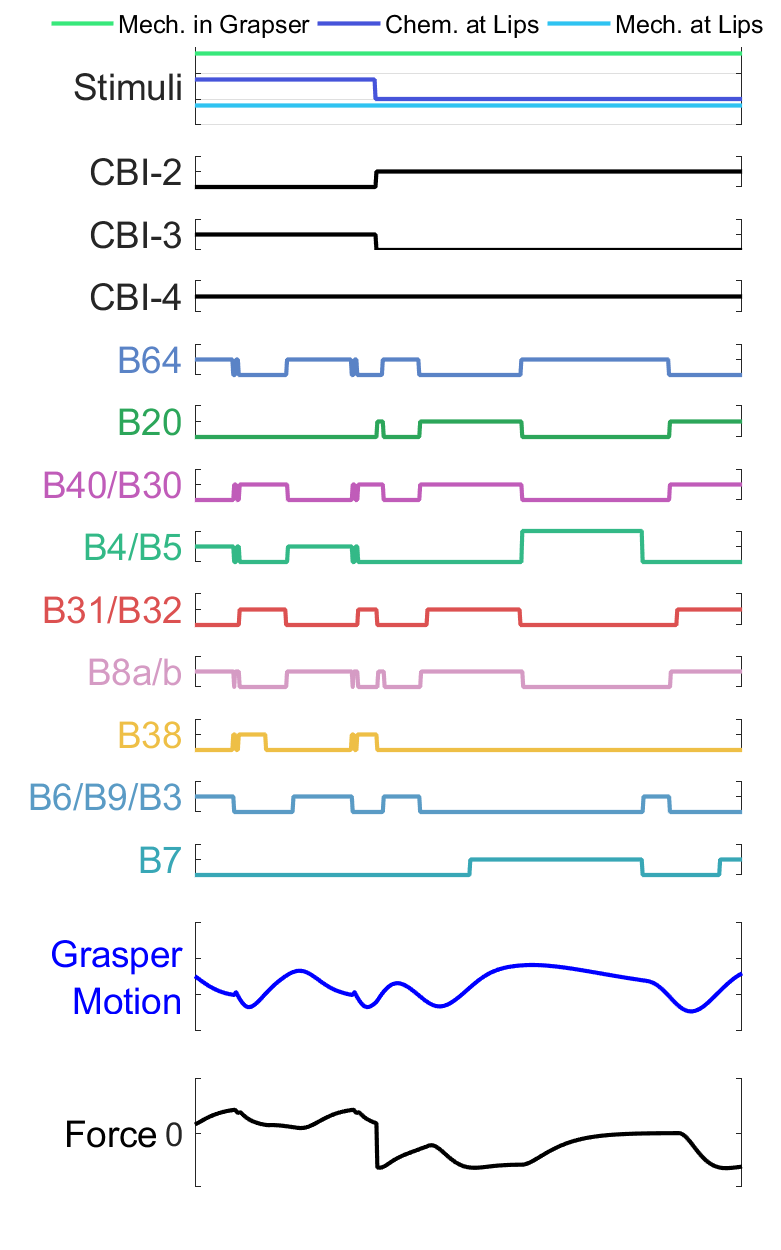 Mech. in Grapser Chem. at Lips Mech. at Lips
Stimuli
CBI-2
CBI-3
CBI-4
B64
B20
B40/B30
B4/B5
B31/B32
B8a/b
B38
B6/B9/B3
B7
Grasper
Motion
Force 0